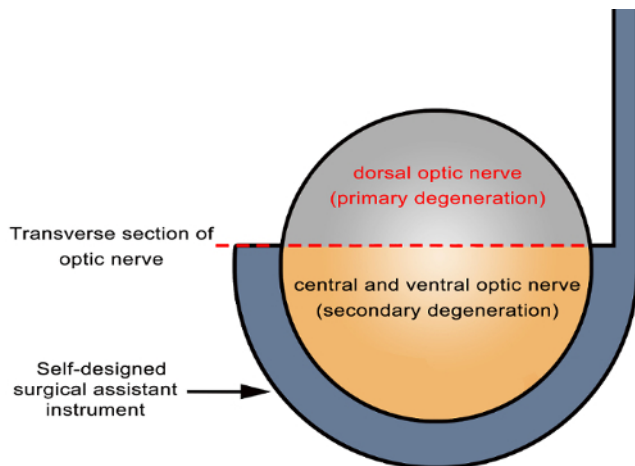 dorsal optic nerve
(primary degeneration)
Transverse section of
optic nerve
central and ventral optic nerve
(secondary degeneration)
Self-designed
surgical assistant
instrument